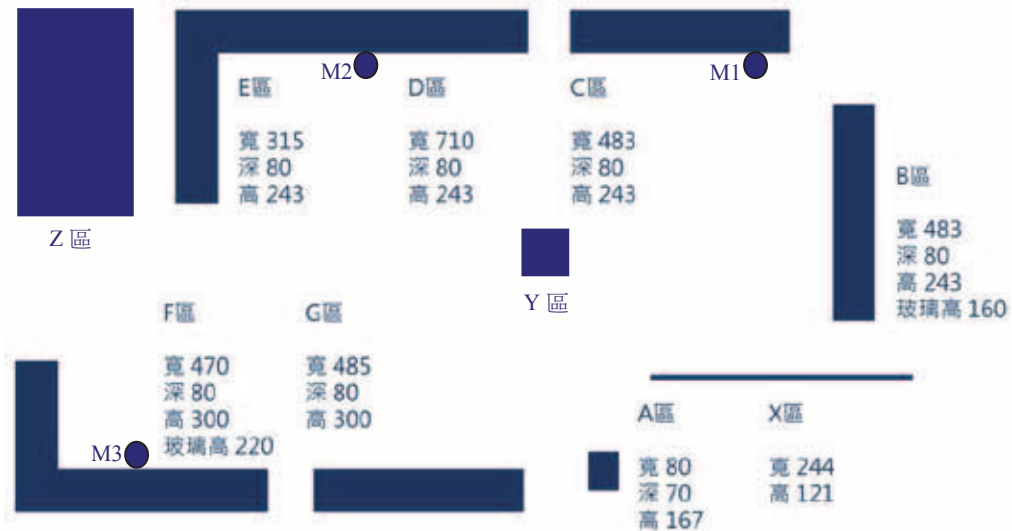 M2
M1
E區
寬 315
深 80
高 243
D區
寬 710
深 80
高 243
C區
寬 483
深 80
高 243
B區
寬 483
深 80
高 243
玻璃高 160
Z 區
Y 區
F區
寬 470
深 80
高 300
玻璃高 220
G區
寬 485
深 80
高 300
M3
A區
寬 80
深 70
高 167
X區
寬 244
高 121